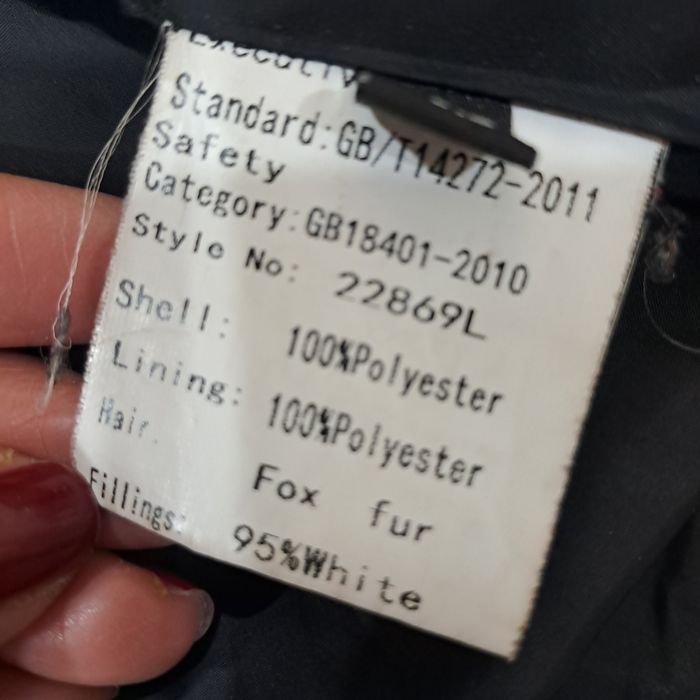 Executiv
Standard:GB/T14272-2011
Safety
Category:GB18401-2010
Style No: 22869L
Shell: 100%Polyester
Lining: 100%Polyester
Hair. Fox fur
Fillings: 95%White